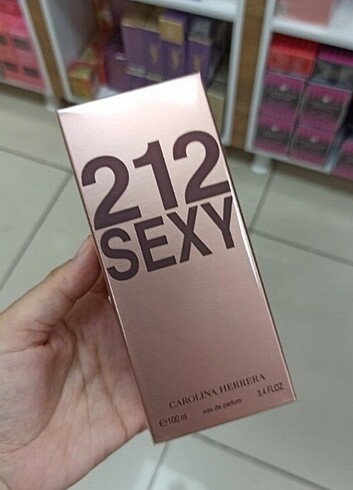 212
SEXY
CAROLINA HERRERA
℮100 ml eau de parfum 3.4 FL.OZ